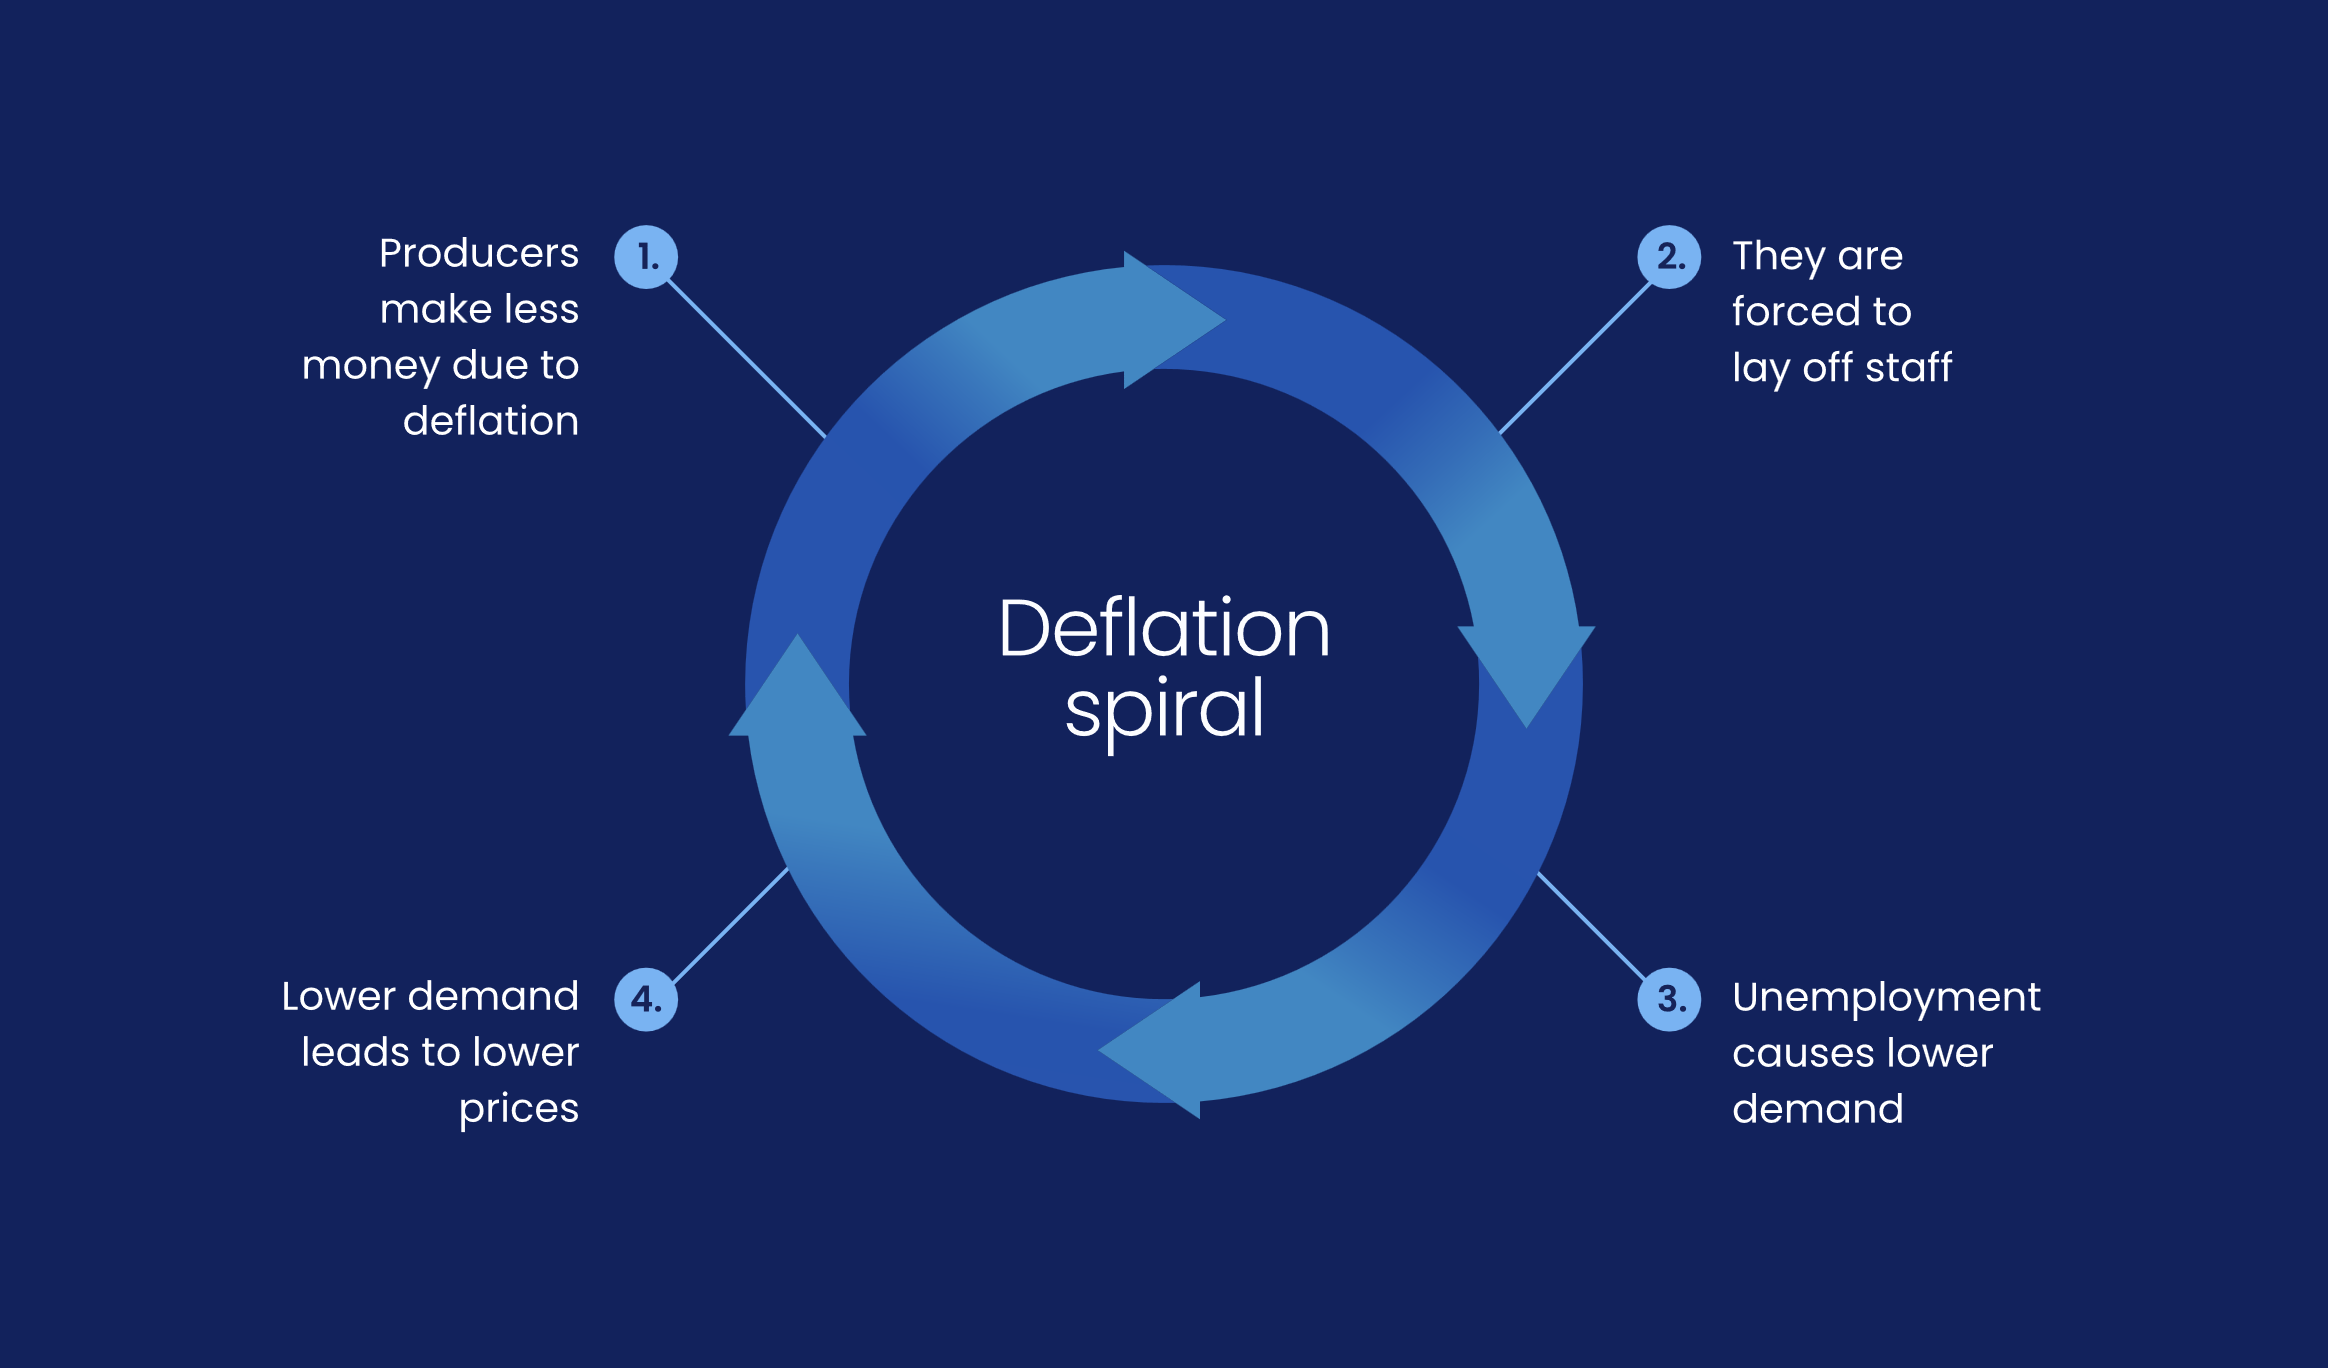 1.
Producers
make less
money due to
deflation
2.
They are
forced to
lay off staff
Deflation
spiral
3.
Unemployment
causes lower
demand
4.
Lower demand
leads to lower
prices